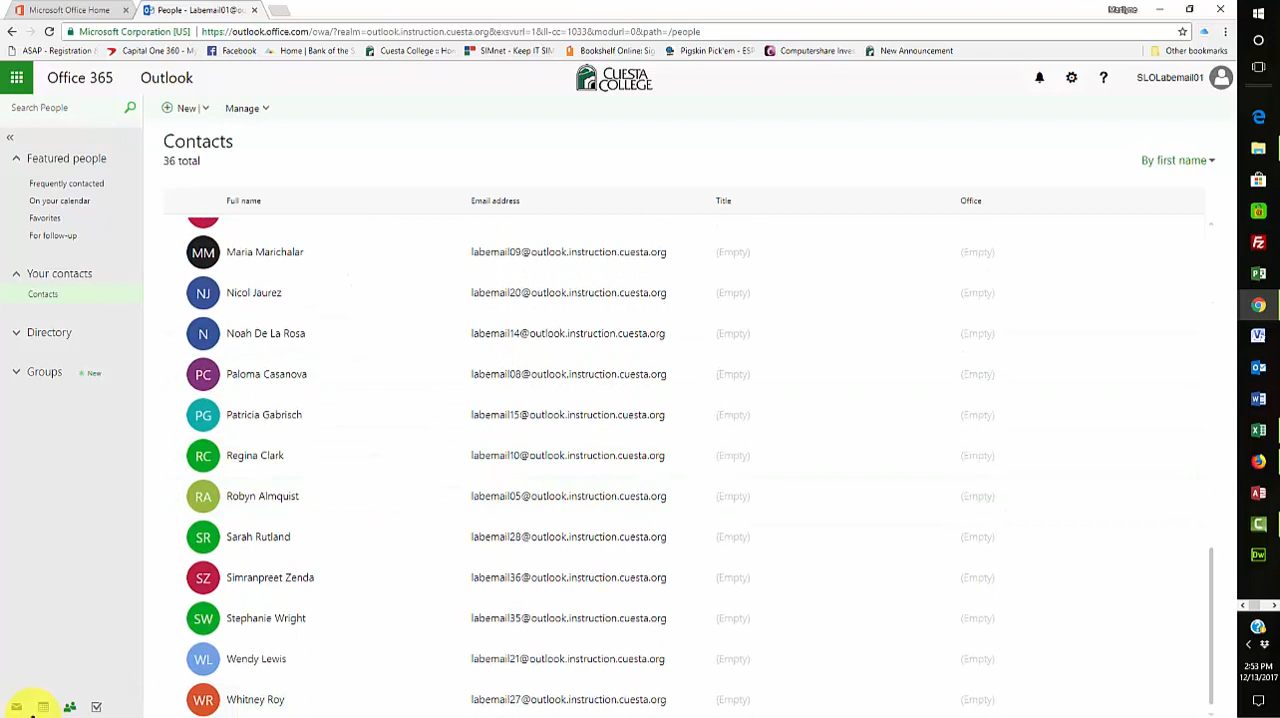 Microsoft Office Home
People - Labemail01@ou
Microsoft Corporation [US]
https://outlook.office.com/owa/?realm=outlook.instruction.cuesta.org&exsvurl=1&ll-cc=1033&modurl=0&path=/people
ASAP - Registration
Capital One 360 - My
Facebook
Home | Bank of the S
Cuesta College :: Hom
SIMnet - Keep IT SIM
Bookshelf Online: Sig
Pigskin Pick'em - ESP
Computershare Invest
New Announcement
Other bookmarks
Office 365
Outlook
CUESTA
COLLEGE
SLOLabemail01
Search People
New
Manage
Contacts
36 total
By first name
Featured people
Frequently contacted
On your calendar
Favorites
For follow-up
Your contacts
Contacts
Directory
Groups
New
Full name
Email address
Title
Office
MM Maria Marichalar labemail09@outlook.instruction.cuesta.org (Empty) (Empty)
NJ Nicol Jaurez labemail20@outlook.instruction.cuesta.org (Empty) (Empty)
N Noah De La Rosa labemail14@outlook.instruction.cuesta.org (Empty) (Empty)
PC Paloma Casanova labemail08@outlook.instruction.cuesta.org (Empty) (Empty)
PG Patricia Gabrisch labemail15@outlook.instruction.cuesta.org (Empty) (Empty)
RC Regina Clark labemail10@outlook.instruction.cuesta.org (Empty) (Empty)
RA Robyn Almquist labemail05@outlook.instruction.cuesta.org (Empty) (Empty)
SR Sarah Rutland labemail28@outlook.instruction.cuesta.org (Empty) (Empty)
SZ Simranpreet Zenda labemail36@outlook.instruction.cuesta.org (Empty) (Empty)
SW Stephanie Wright labemail35@outlook.instruction.cuesta.org (Empty) (Empty)
WL Wendy Lewis labemail21@outlook.instruction.cuesta.org (Empty) (Empty)
WR Whitney Roy labemail27@outlook.instruction.cuesta.org (Empty) (Empty)
2:53 PM
12/13/2017